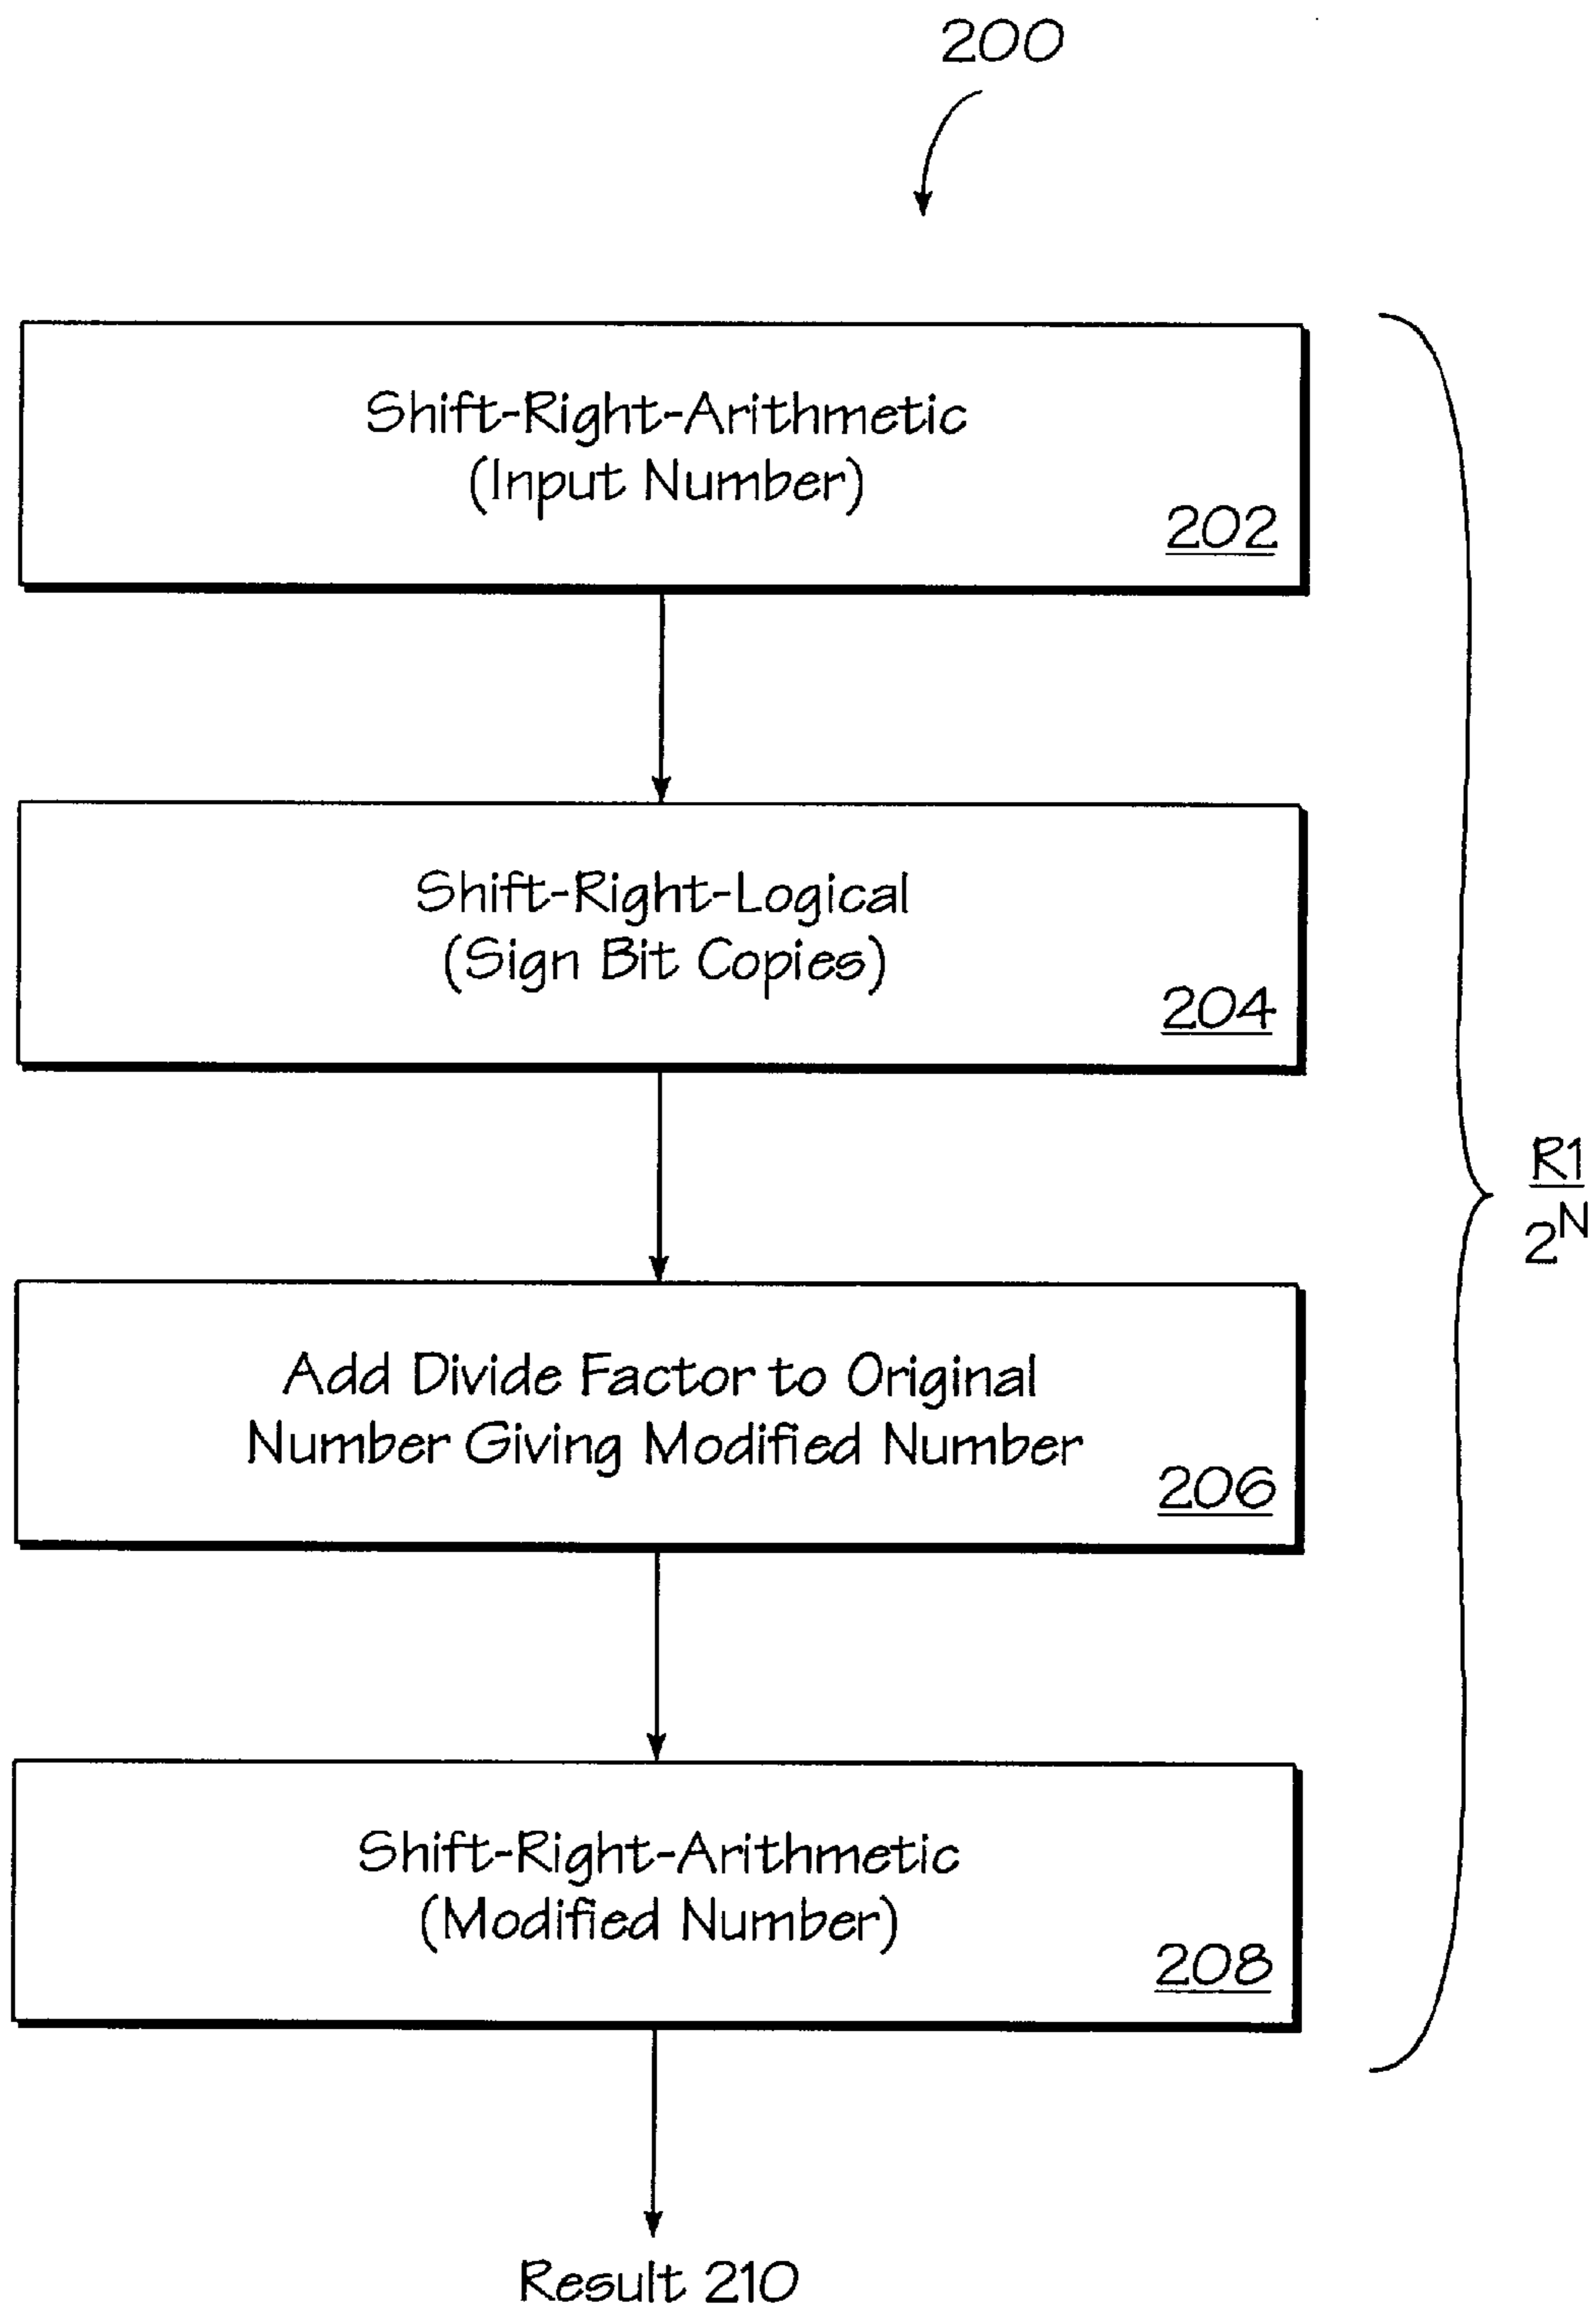 200
Shift-Right-Arithmetic
(Input Number)
202
Shift-Right-Logical
(Sign Bit Copies)
204
Add Divide Factor to Original
Number Giving Modified Number
206
R1
2^N
Shift-Right-Arithmetic
(Modified Number)
208
Result 210